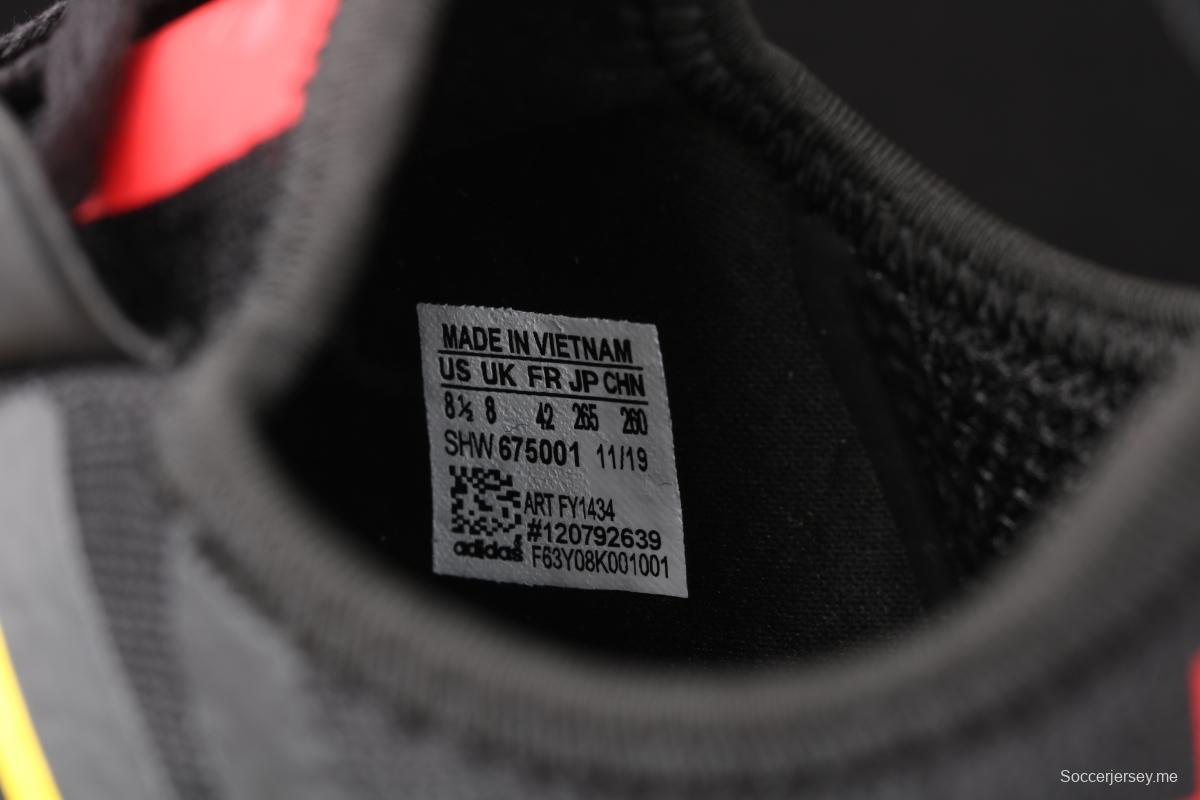 MADE IN VIETNAM
US UK FR JP CHN
8½ 8 42 265 260
SHW 675001 11/19
ART FY1434
#120792639
adidas F63Y08K001001
Soccerjersey.me